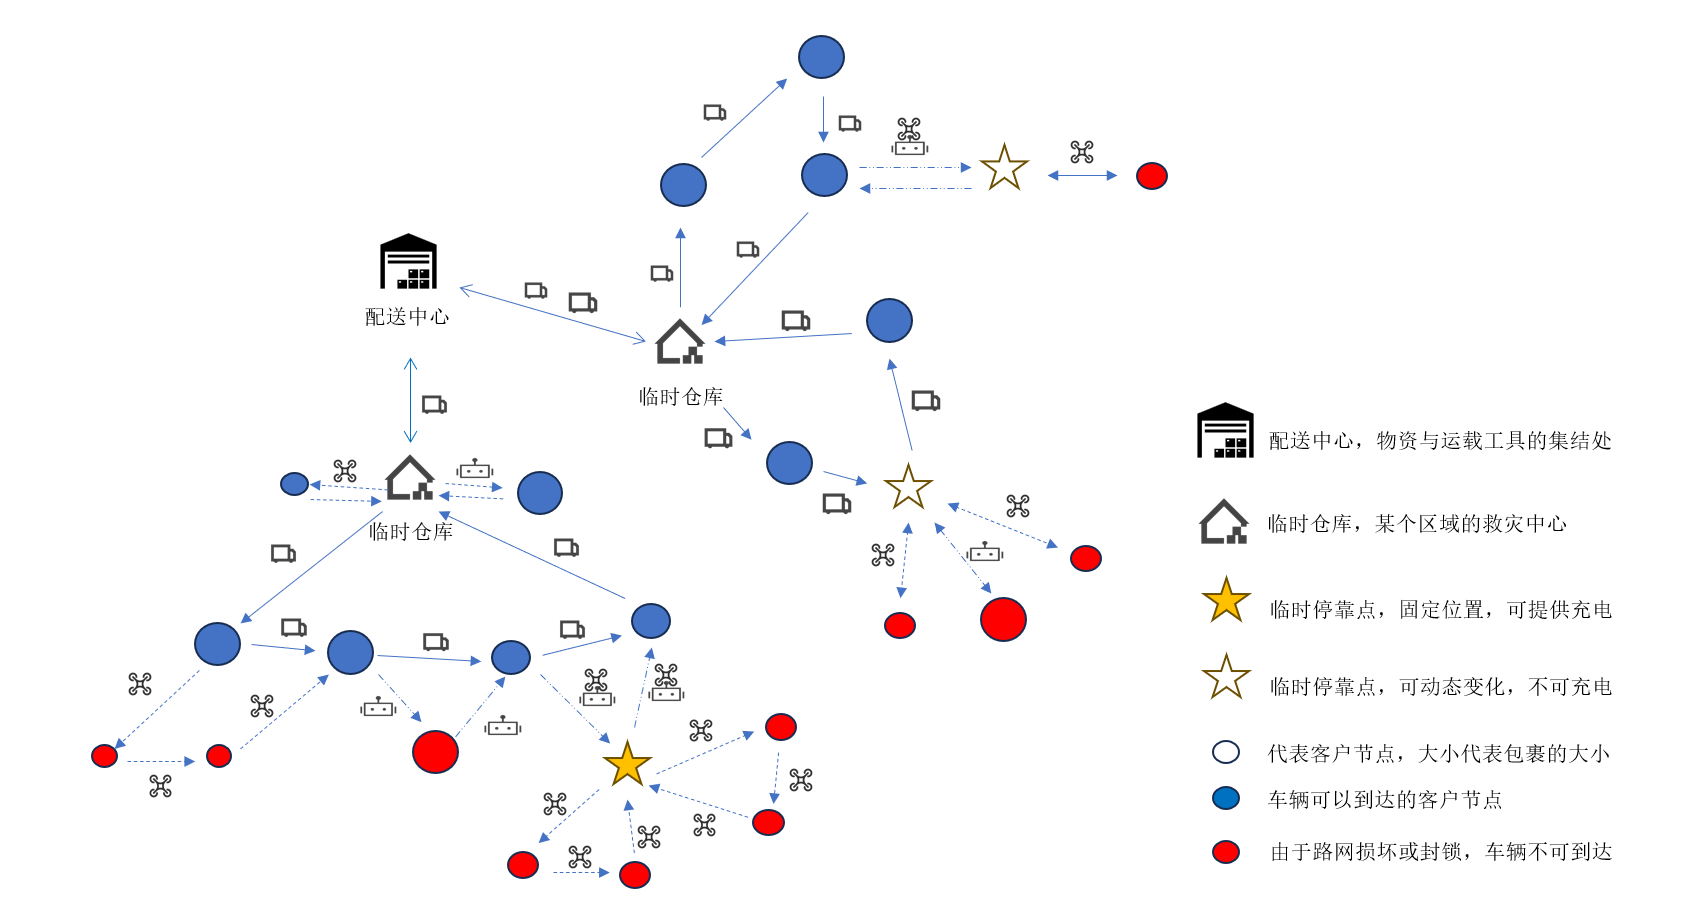 配送中心
临时仓库
临时仓库
配送中心，物资与运载工具的集结处
临时仓库，某个区域的救灾中心
临时停靠点，固定位置，可提供充电
临时停靠点，可动态变化，不可充电
代表客户节点，大小代表包裹的大小
车辆可以到达的客户节点
由于路网损坏或封锁，车辆不可到达